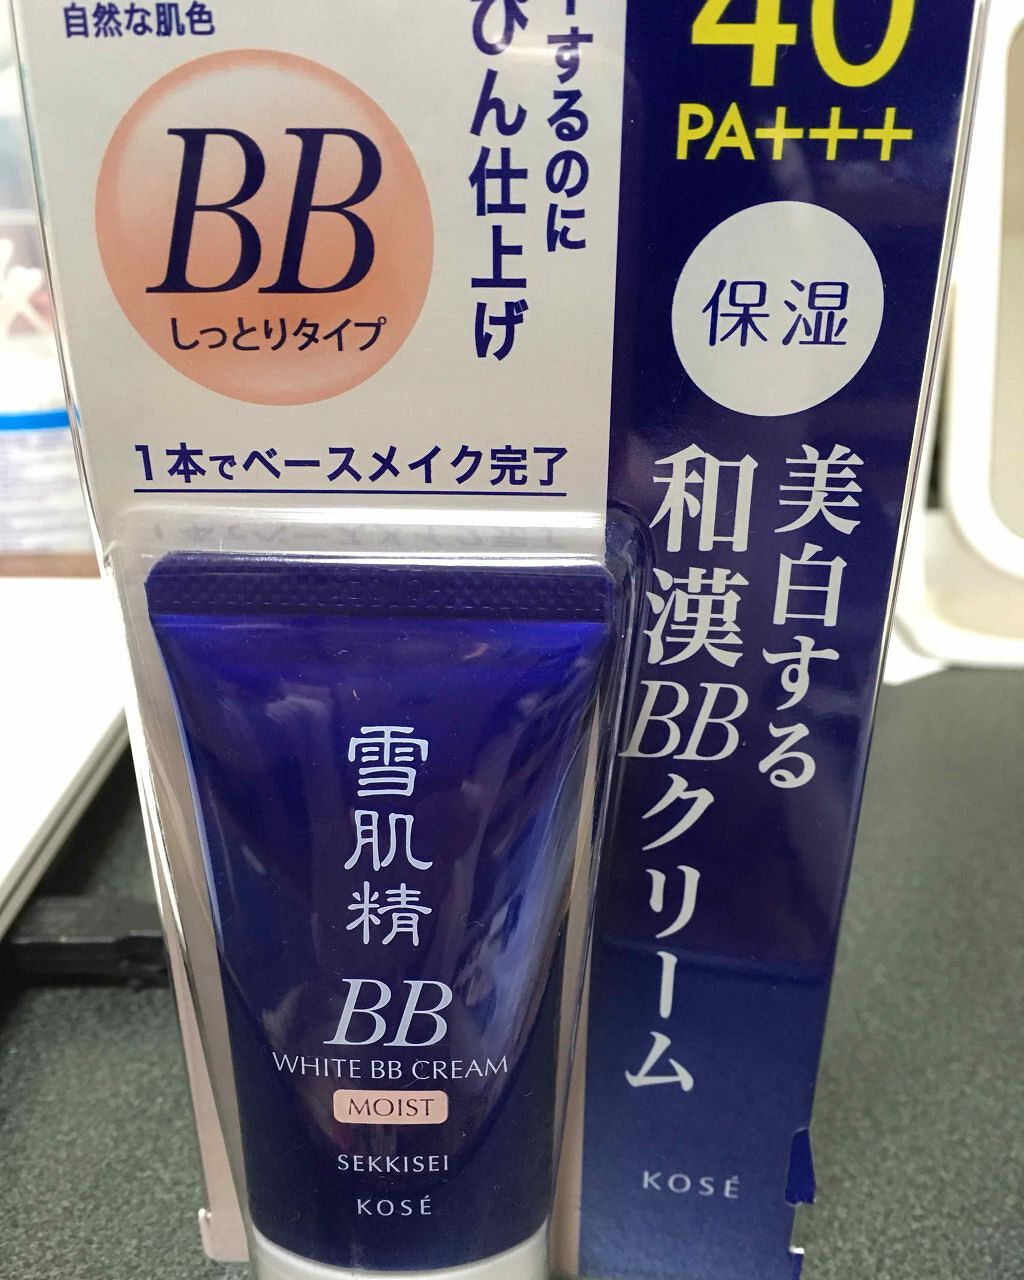 自然な肌色
BB
しっとりタイプ
するのに
ぴん仕上げ
1本でベースメイク完了
40
PA+++
保湿
美白する
和漢BBクリーム
KOSÉ
雪肌精
BB
WHITE BB CREAM
MOIST
SEKKISEI
KOSÉ